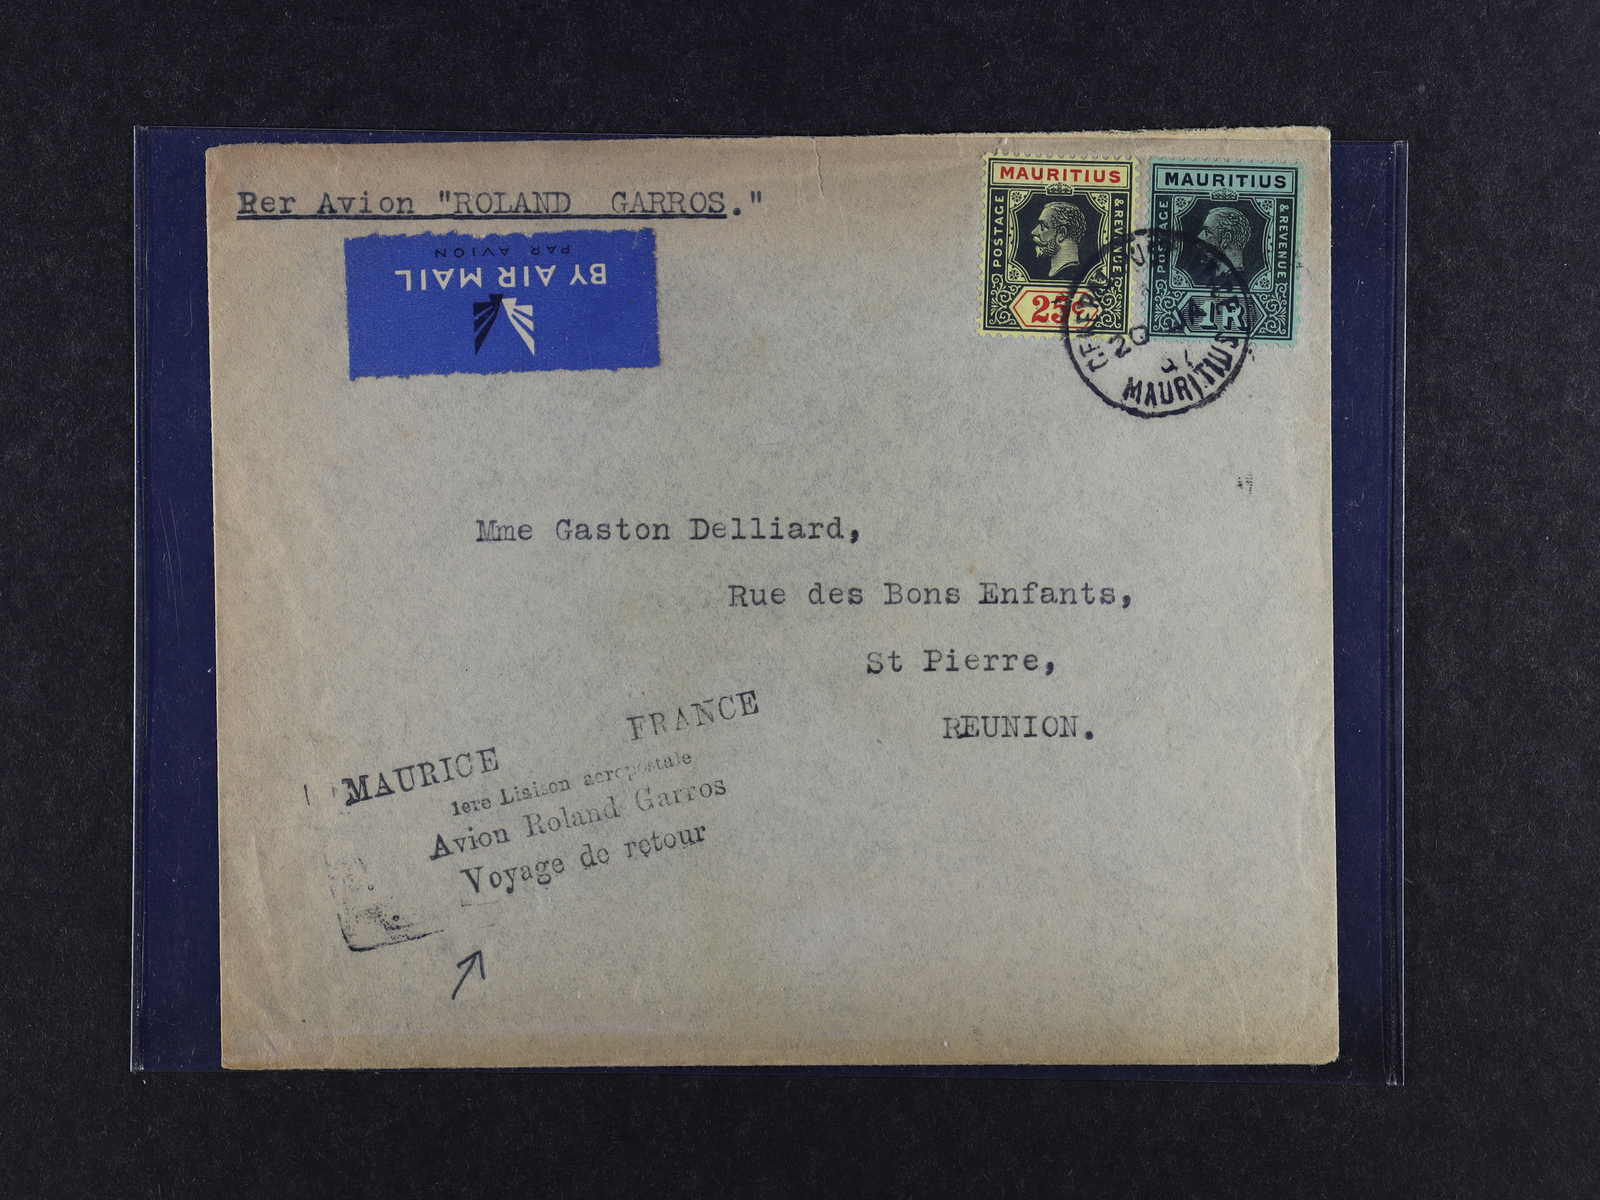 Per Avion "ROLAND GARROS."
BY AIR MAIL
PAR AVION
MAURITIUS
POSTAGE
& REVENUE
25c
MAURITIUS
POSTAGE
& REVENUE
1R
20
MAURITIUS
Mme Gaston Delliard,
Rue des Bons Enfants,
St Pierre,
REUNION.
MAURICE FRANCE
1ere Liaison aeropostale
Avion Roland Garros
Voyage de retour